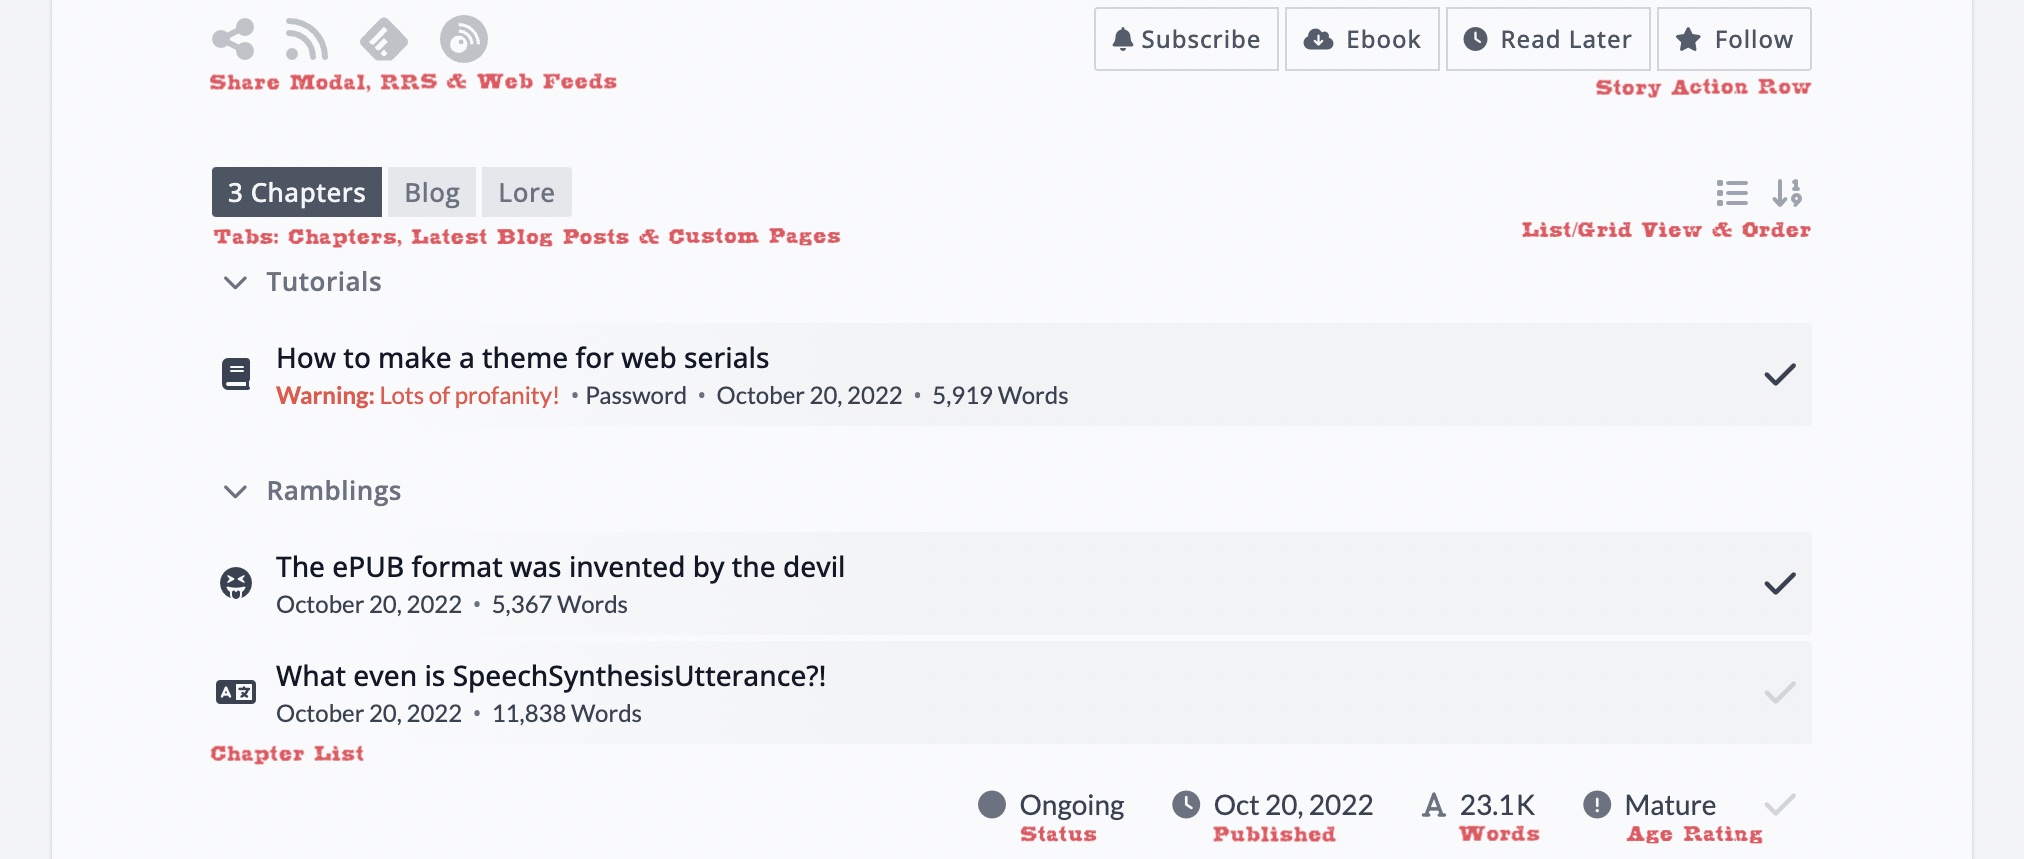 Subscribe Ebook Read Later Follow
Share Modal, RRS & Web Feeds
Story Action Row
3 Chapters Blog Lore
Tabs: Chapters, Latest Blog Posts & Custom Pages
List/Grid View & Order
Tutorials
How to make a theme for web serials
Warning: Lots of profanity! • Password • October 20, 2022 • 5,919 Words
Ramblings
The ePUB format was invented by the devil
October 20, 2022 • 5,367 Words
What even is SpeechSynthesisUtterance?!
October 20, 2022 • 11,838 Words
Chapter List
Ongoing Oct 20, 2022 23.1K Mature
Status Published Words Age Rating